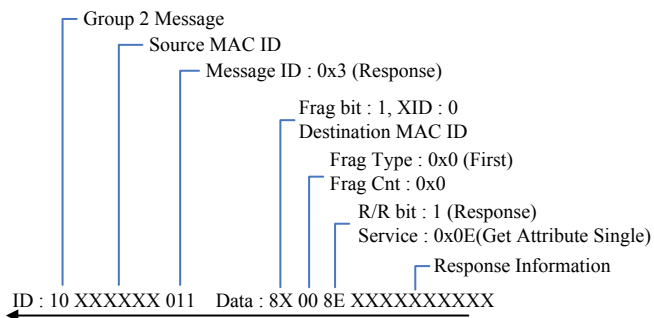 Group 2 Message
Source MAC ID
Message ID : 0x3 (Response)
Frag bit : 1, XID : 0
Destination MAC ID
Frag Type : 0x0 (First)
Frag Cnt : 0x0
R/R bit : 1 (Response)
Service : 0x0E(Get Attribute Single)
Response Information
ID : 10 XXXXXX 011 Data : 8X 00 8E XXXXXXXXXX